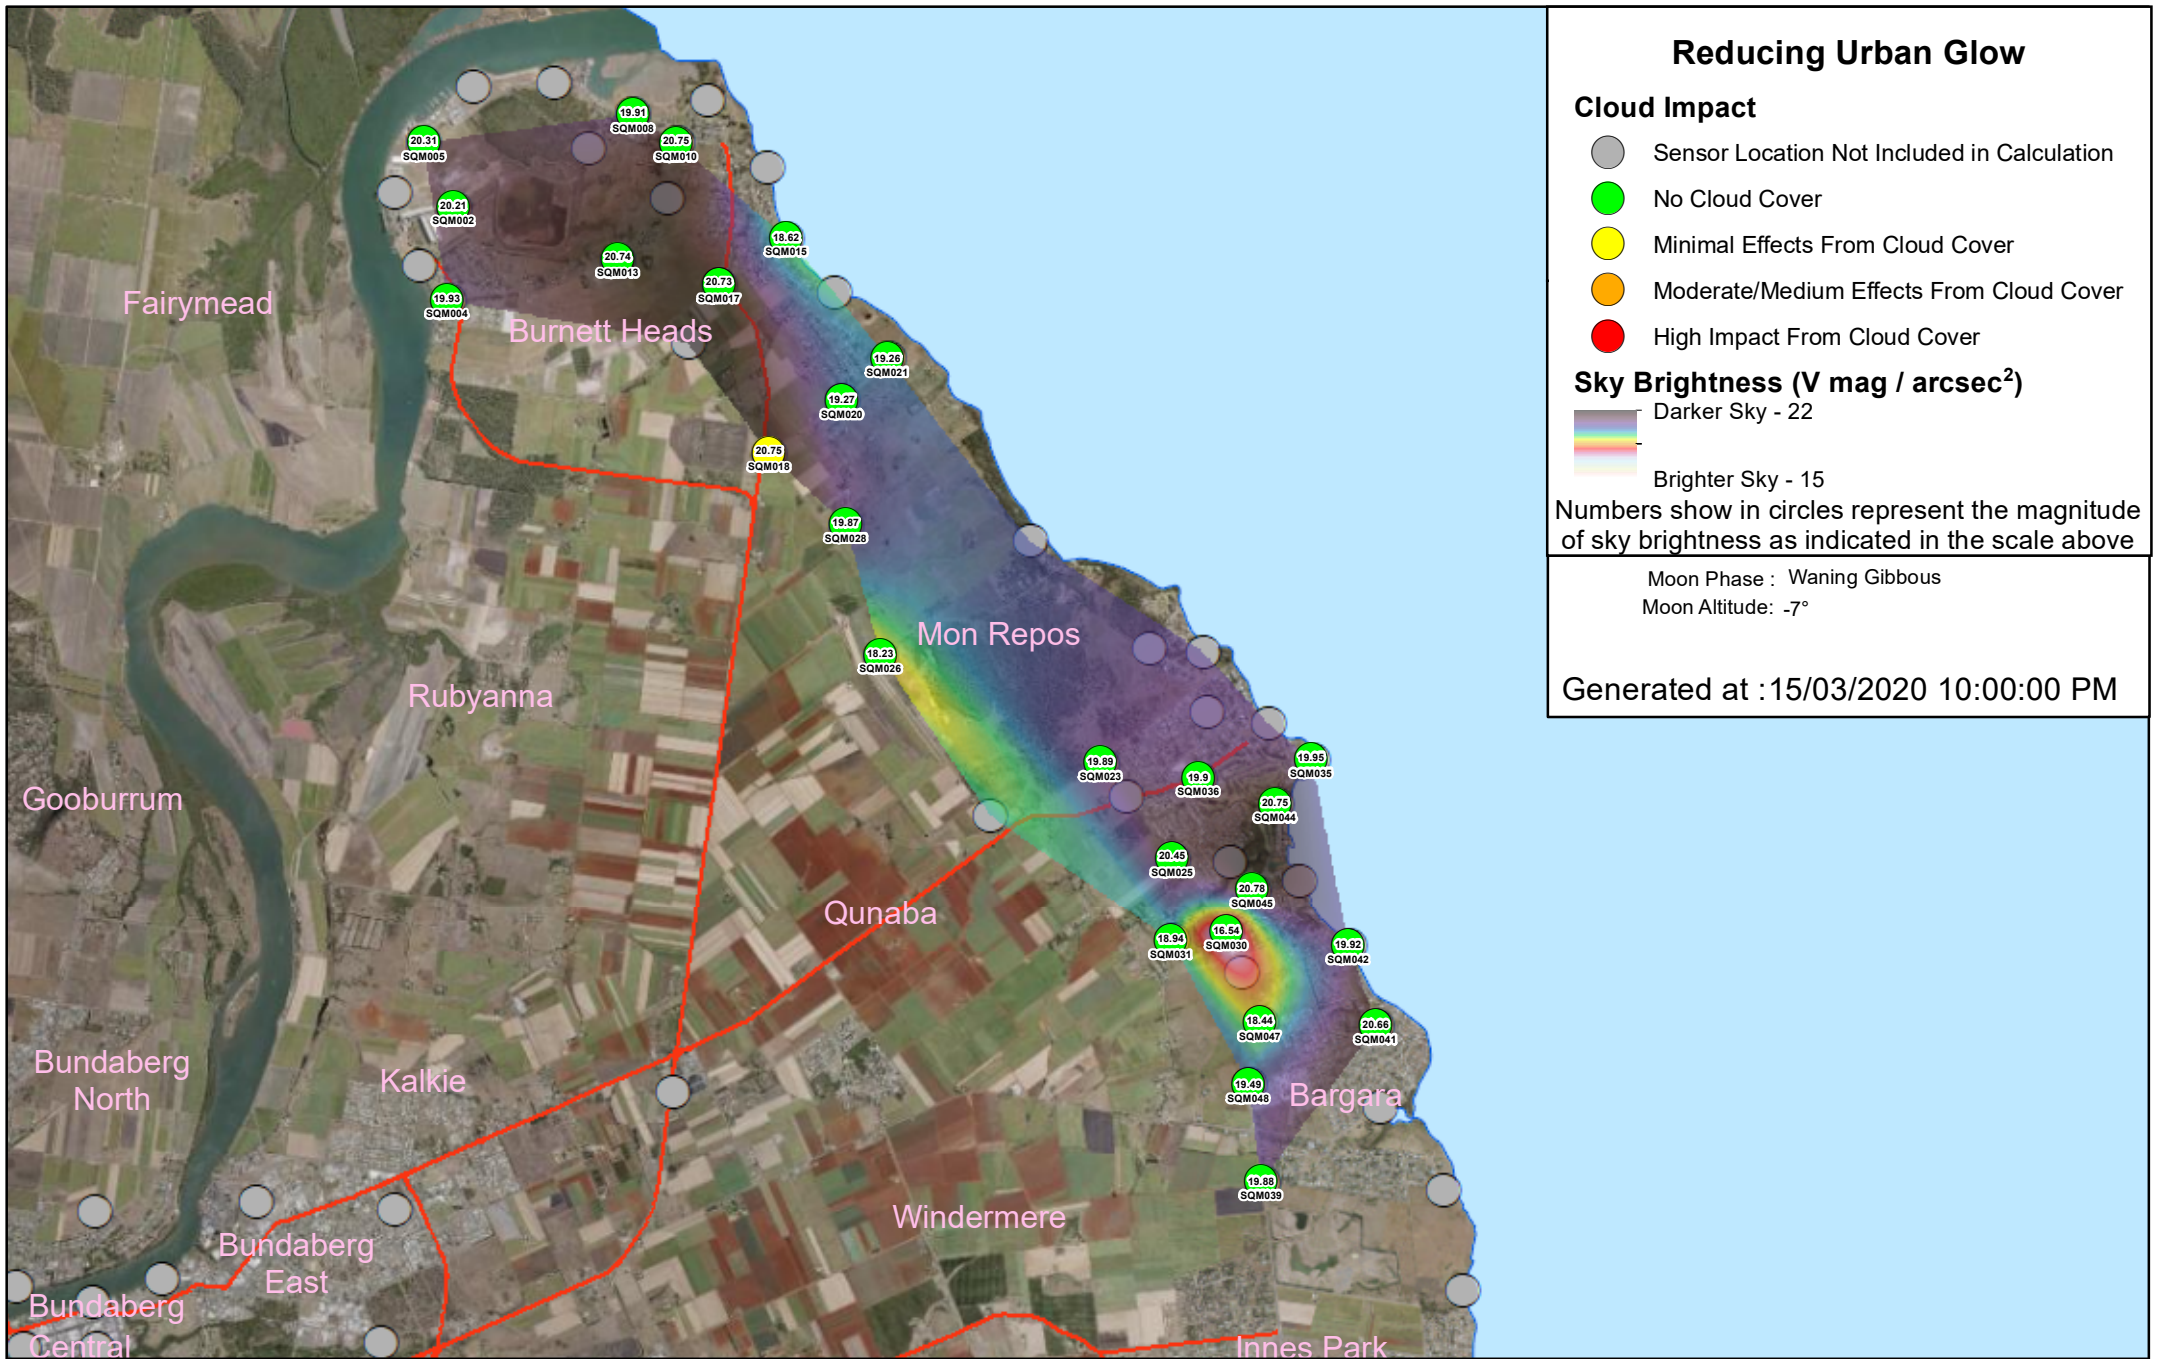 Reducing Urban Glow
Cloud Impact
Sensor Location Not Included in Calculation
No Cloud Cover
Minimal Effects From Cloud Cover
Moderate/Medium Effects From Cloud Cover
High Impact From Cloud Cover
Sky Brightness (V mag / arcsec²)
Darker Sky - 22
Brighter Sky - 15
Numbers show in circles represent the magnitude
of sky brightness as indicated in the scale above
Moon Phase : Waning Gibbous
Moon Altitude: -7°
Generated at :15/03/2020 10:00:00 PM
19.91
SQM008
20.31
SQM005
20.75
SQM010
20.21
SQM002
18.62
SQM015
20.74
SQM013
20.73
SQM017
19.93
SQM004
Fairymead
Burnett Heads
19.26
SQM021
19.27
SQM020
20.75
SQM018
19.87
SQM028
Mon Repos
18.23
SQM026
Rubyanna
19.89
SQM023
19.9
SQM036
19.95
SQM035
Gooburrum
20.75
SQM044
20.45
SQM025
20.78
SQM045
Qunaba
18.94
SQM031
16.54
SQM030
19.92
SQM042
18.44
SQM047
20.66
SQM041
Bundaberg
North
Kalkie
19.49
SQM048
Bargara
19.88
SQM039
Windermere
Bundaberg
East
Bundaberg
Central
Innes Park